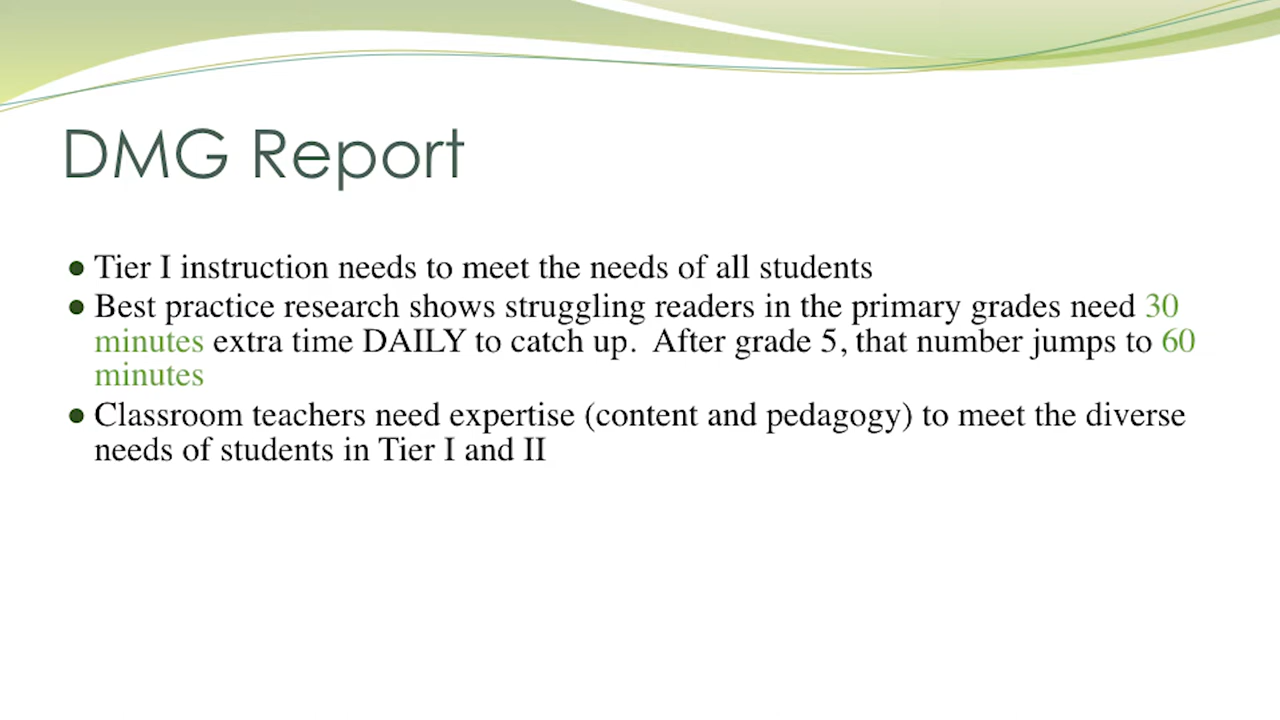 DMG Report
● Tier I instruction needs to meet the needs of all students
● Best practice research shows struggling readers in the primary grades need 30
minutes extra time DAILY to catch up.  After grade 5, that number jumps to 60
minutes
● Classroom teachers need expertise (content and pedagogy) to meet the diverse
needs of students in Tier I and II